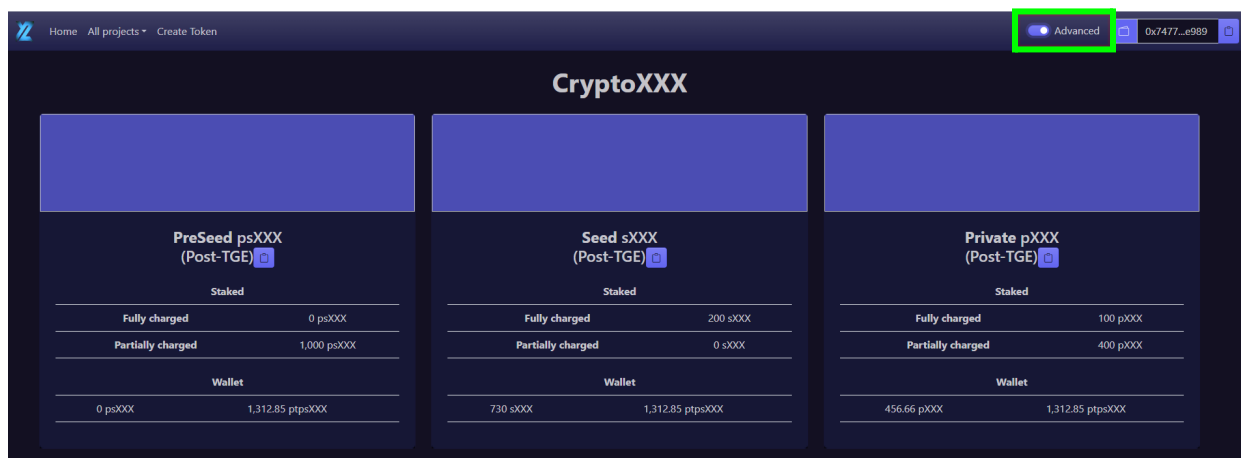 Home All projects Create Token
Advanced
0x7477...e989
CryptoXXX
PreSeed psXXX
(Post-TGE)
Staked
Fully charged 0 psXXX
Partially charged 1,000 psXXX
Wallet
0 psXXX 1,312.85 ptpsXXX
Seed sXXX
(Post-TGE)
Staked
Fully charged 200 sXXX
Partially charged 0 sXXX
Wallet
730 sXXX 1,312.85 ptpsXXX
Private pXXX
(Post-TGE)
Staked
Fully charged 100 pXXX
Partially charged 400 pXXX
Wallet
456.66 pXXX 1,312.85 ptpsXXX